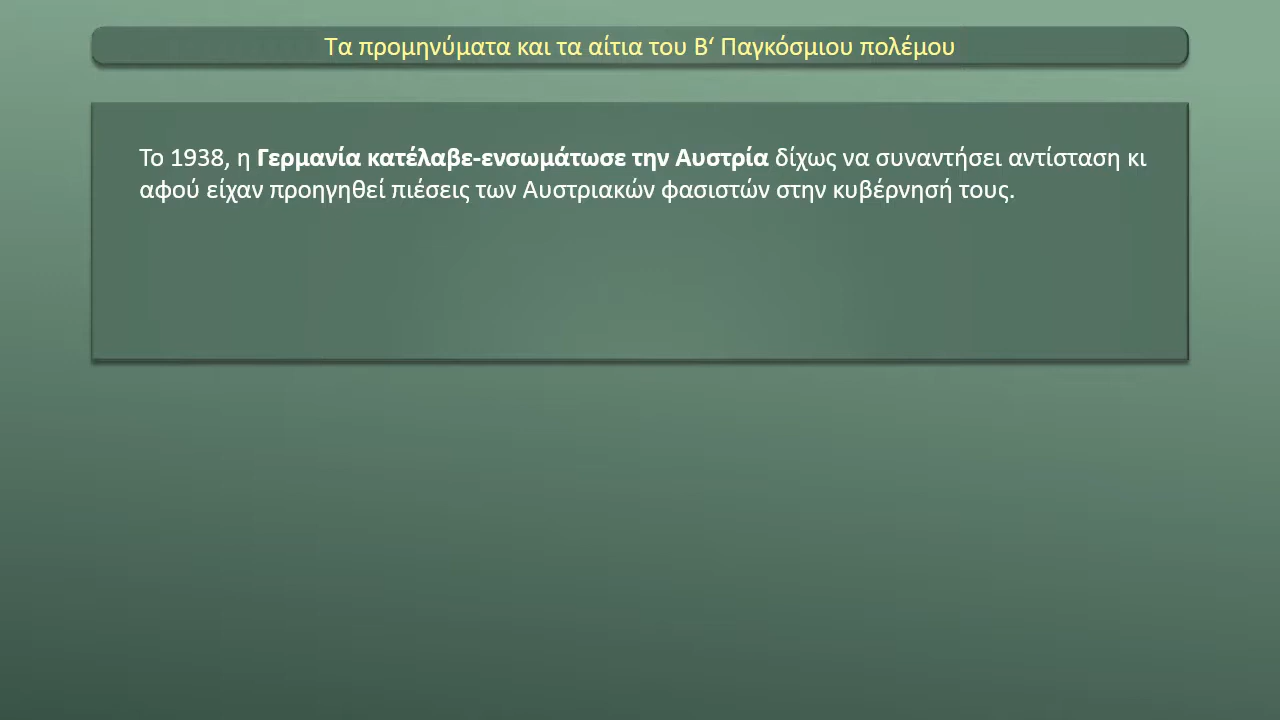 Τα προμηνύματα και τα αίτια του Β‘ Παγκόσμιου πολέμου
Το 1938, η Γερμανία κατέλαβε-ενσωμάτωσε την Αυστρία δίχως να συναντήσει αντίσταση κι
αφού είχαν προηγηθεί πιέσεις των Αυστριακών φασιστών στην κυβέρνησή τους.